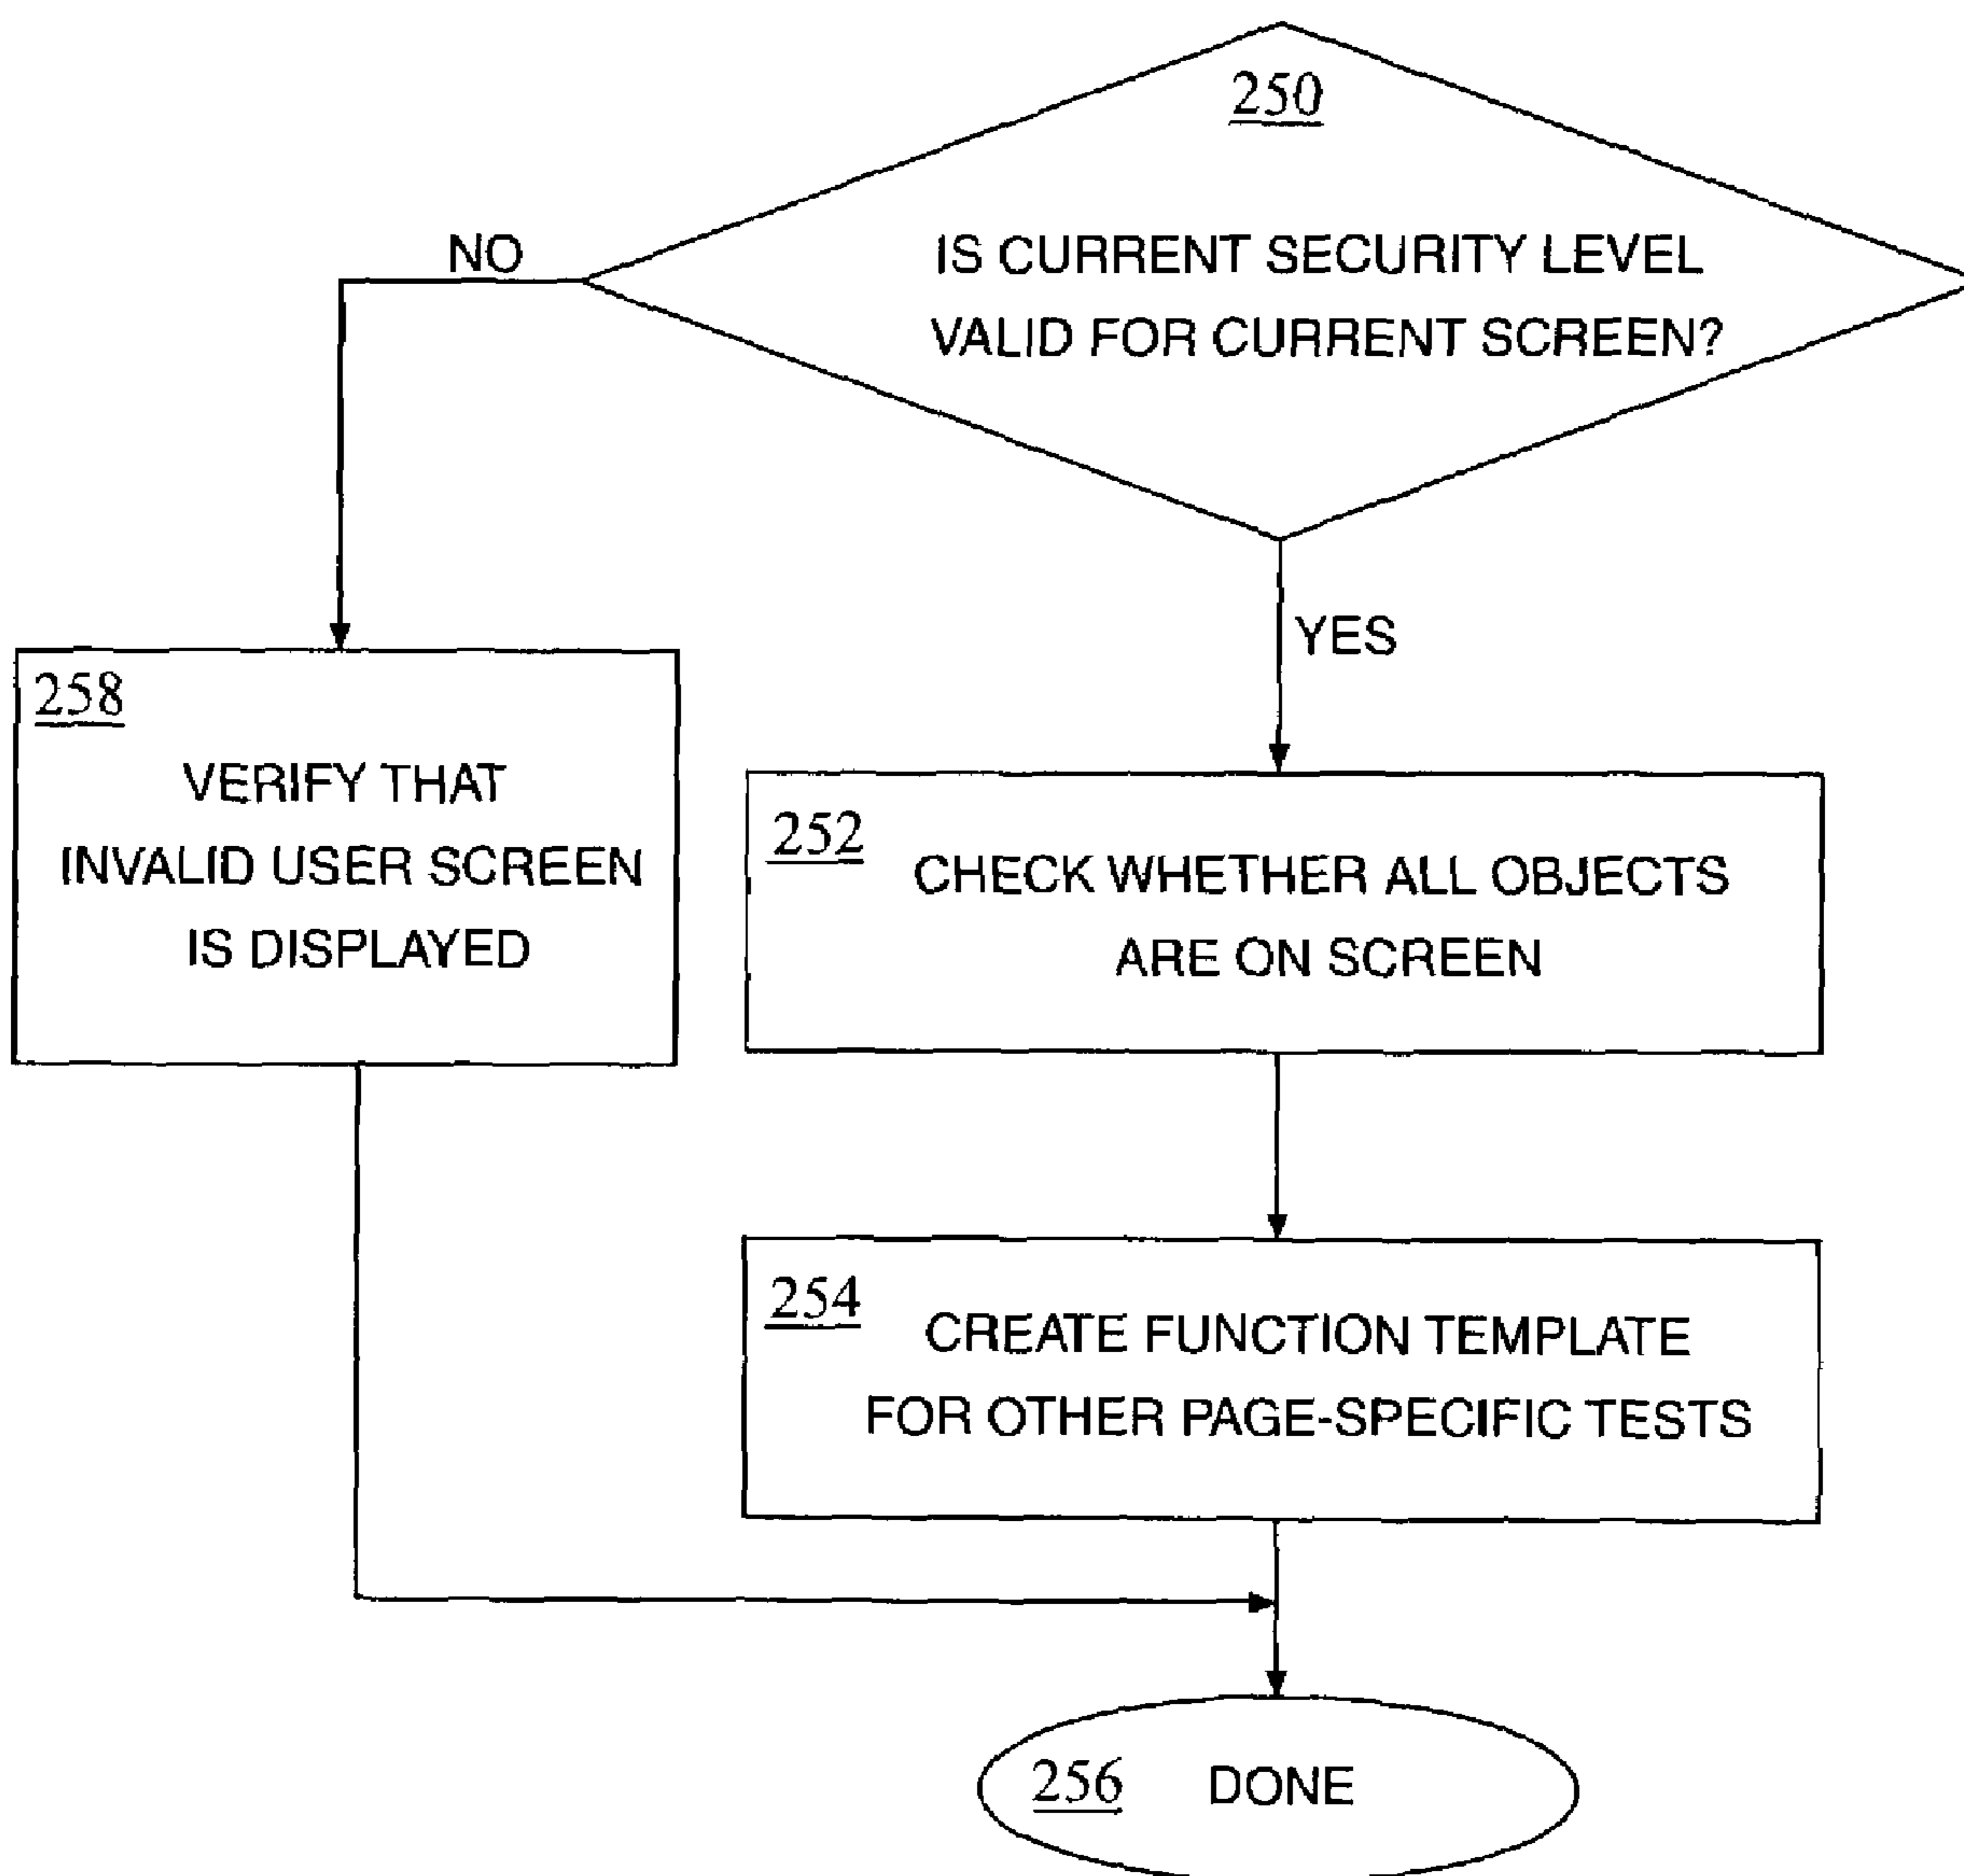 250
IS CURRENT SECURITY LEVEL
VALID FOR CURRENT SCREEN?
NO
YES
258
VERIFY THAT
INVALID USER SCREEN
IS DISPLAYED
252
CHECK WHETHER ALL OBJECTS
ARE ON SCREEN
254
CREATE FUNCTION TEMPLATE
FOR OTHER PAGE-SPECIFIC TESTS
256
DONE